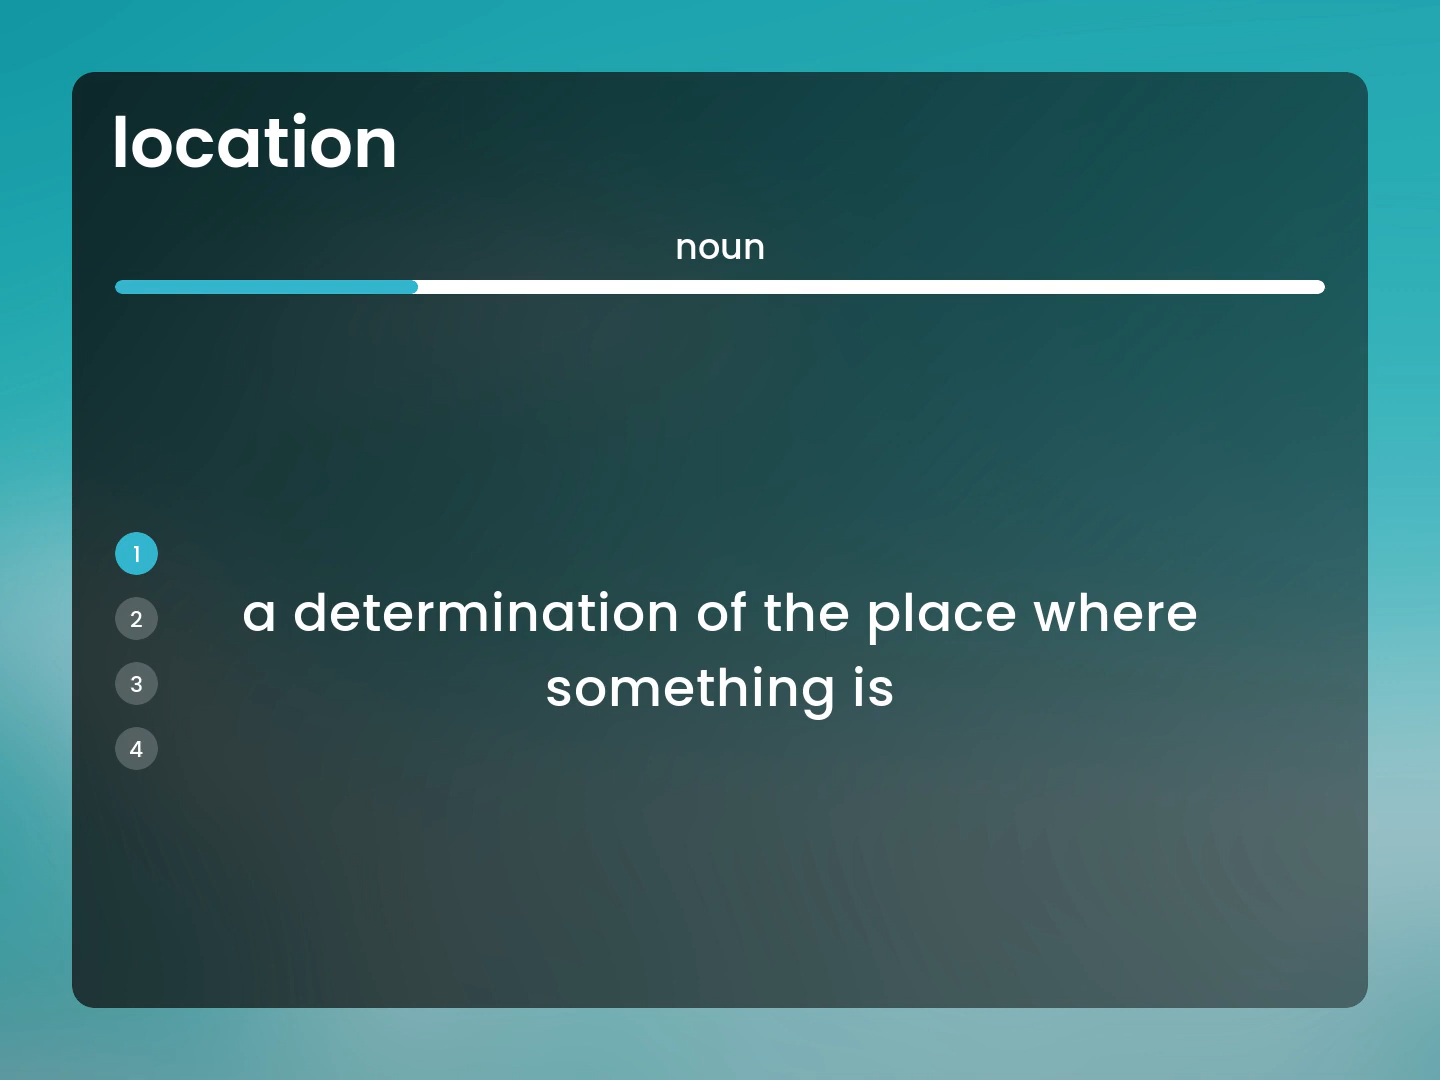 location
noun
1
2
3
4
a determination of the place where
something is